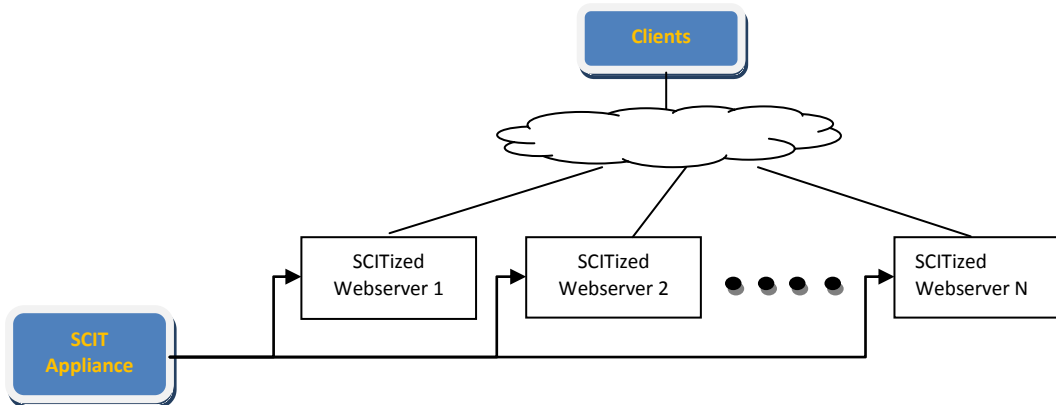 Clients
SCITized
Webserver 1
SCITized
Webserver 2
SCITized
Webserver N
SCIT
Appliance